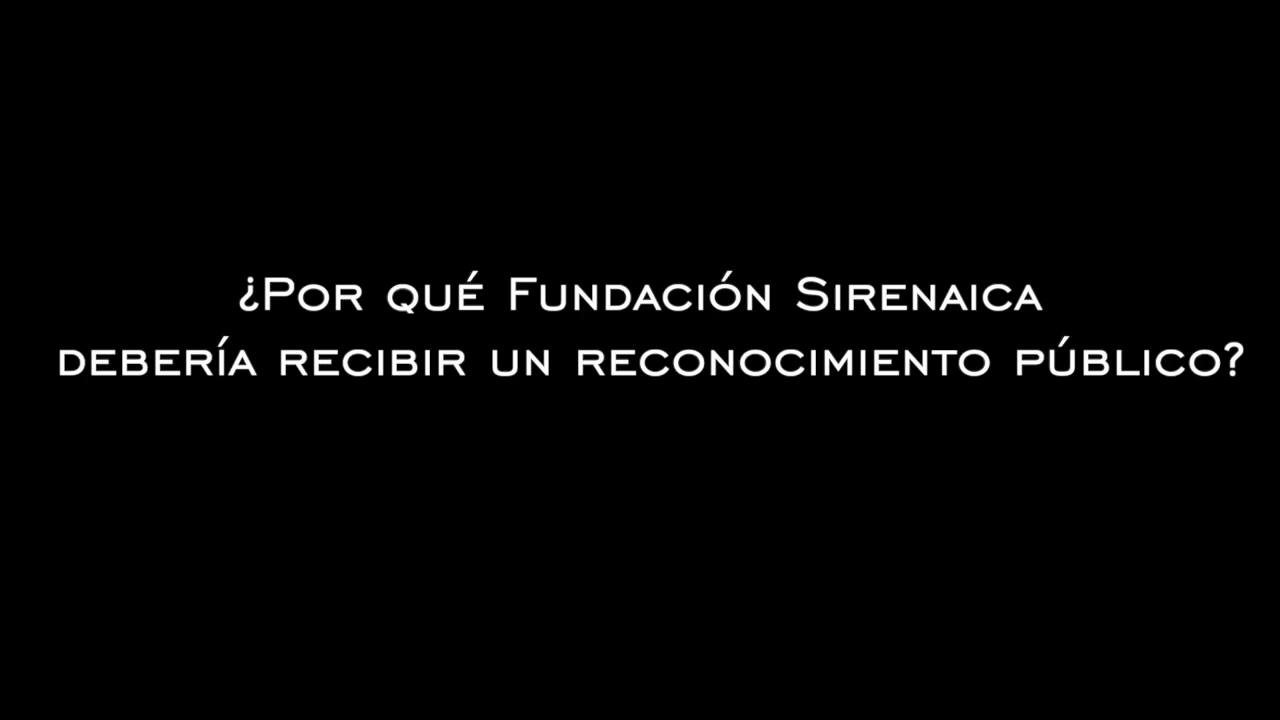 ¿Por qué Fundación Sirenaica
debería recibir un reconocimiento público?